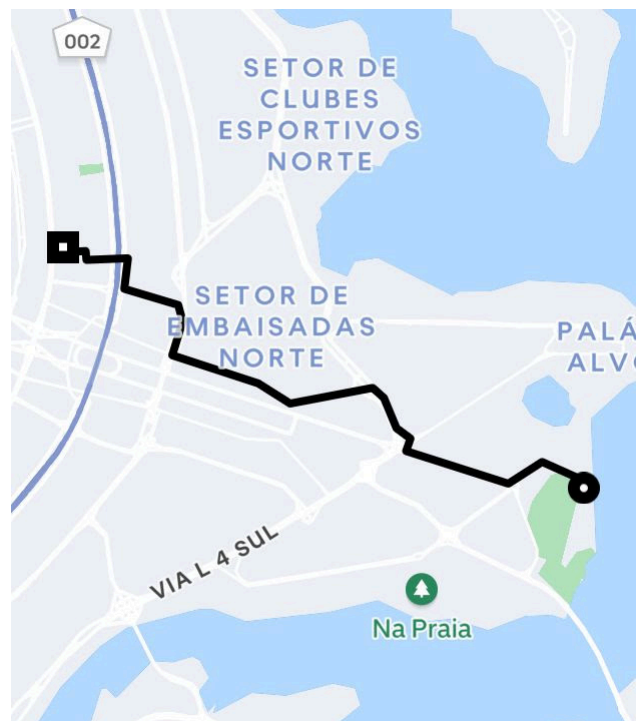 002
SETOR DE
CLUBES
ESPORTIVOS
NORTE
SETOR DE
EMBAISADAS
NORTE
PALÁ
ALVO
VIA L 4 SUL
Na Praia